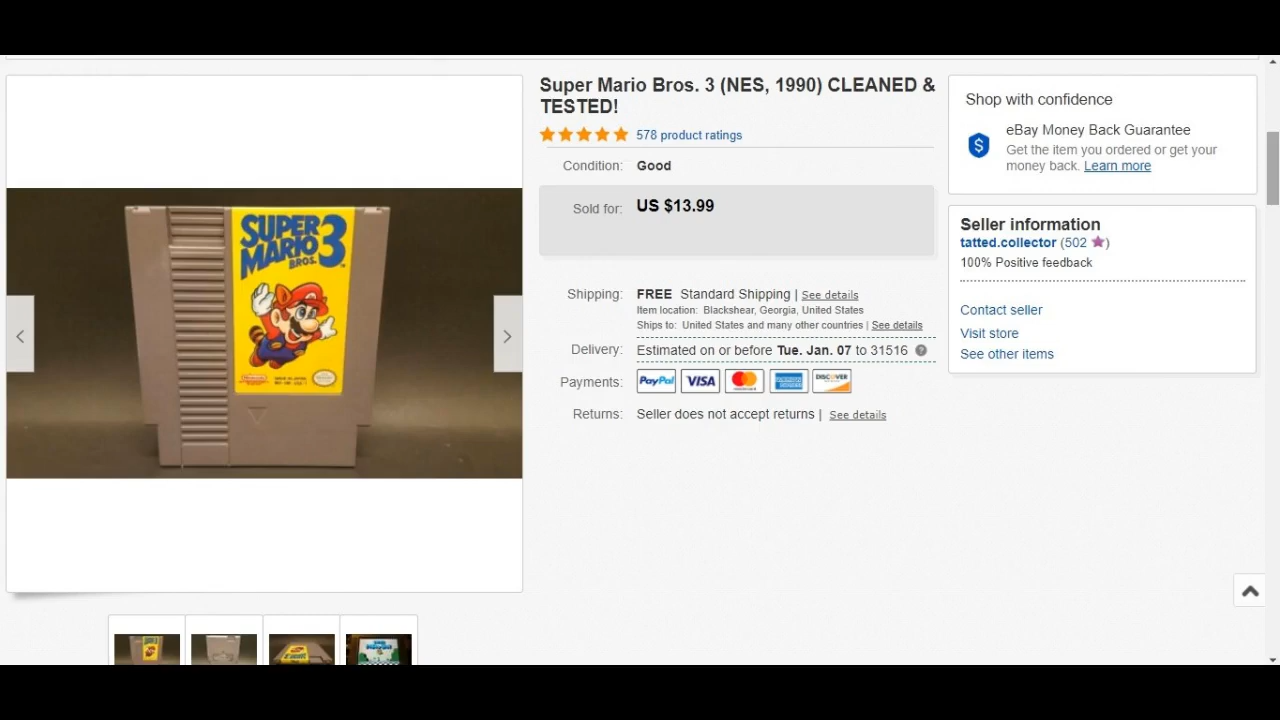 Super Mario Bros. 3 (NES, 1990) CLEANED &
TESTED!
578 product ratings
Condition: Good
Sold for: US $13.99
Shipping: FREE Standard Shipping | See details
Item location: Blackshear, Georgia, United States
Ships to: United States and many other countries | See details
Delivery: Estimated on or before Tue. Jan. 07 to 31516 ?
Payments: PayPal VISA mastercard AMERICAN EXPRESS DISCOVER
Returns: Seller does not accept returns | See details
Shop with confidence
$
eBay Money Back Guarantee
Get the item you ordered or get your
money back. Learn more
Seller information
tatted.collector (502 ★)
100% Positive feedback
Contact seller
Visit store
See other items
SUPER
MARIO
BROS. 3
Nintendo